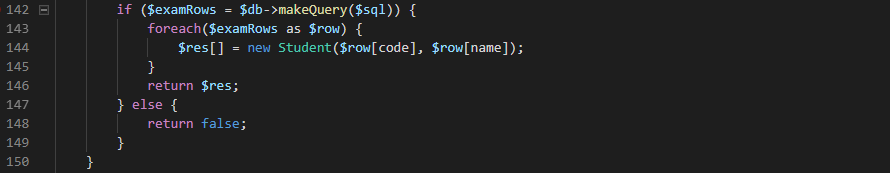 142 if ($examRows = $db->makeQuery($sql)) {
143 foreach($examRows as $row) {
144 $res[] = new Student($row[code], $row[name]);
145 }
146 return $res;
147 } else {
148 return false;
149 }
150 }